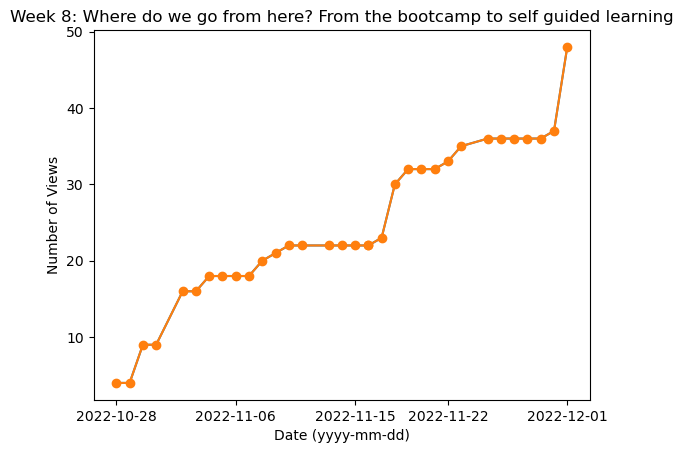 Week 8: Where do we go from here? From the bootcamp to self guided learning
50
40
30
20
10
Number of Views
2022-10-28 2022-11-06 2022-11-15 2022-11-22 2022-12-01
Date (yyyy-mm-dd)